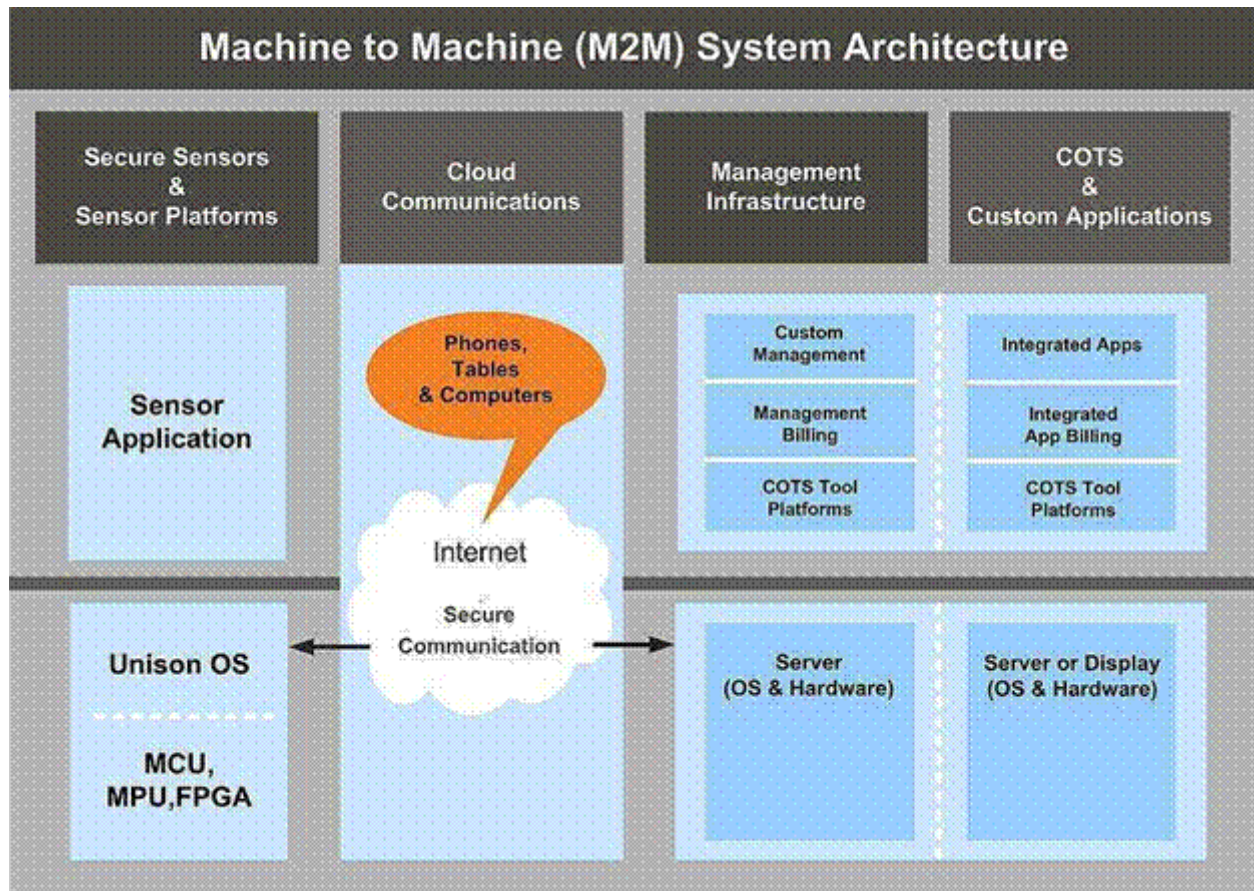 Machine to Machine (M2M) System Architecture
Secure Sensors
&
Sensor Platforms
Cloud
Communications
Management
Infrastructure
COTS
&
Custom Applications
Sensor
Application
Phones,
Tables
& Computers
Internet
Secure
Communication
Custom
Management
Management
Billing
COTS Tool
Platforms
Integrated Apps
Integrated
App Billing
COTS Tool
Platforms
Unison OS
MCU,
MPU,FPGA
Server
(OS & Hardware)
Server or Display
(OS & Hardware)